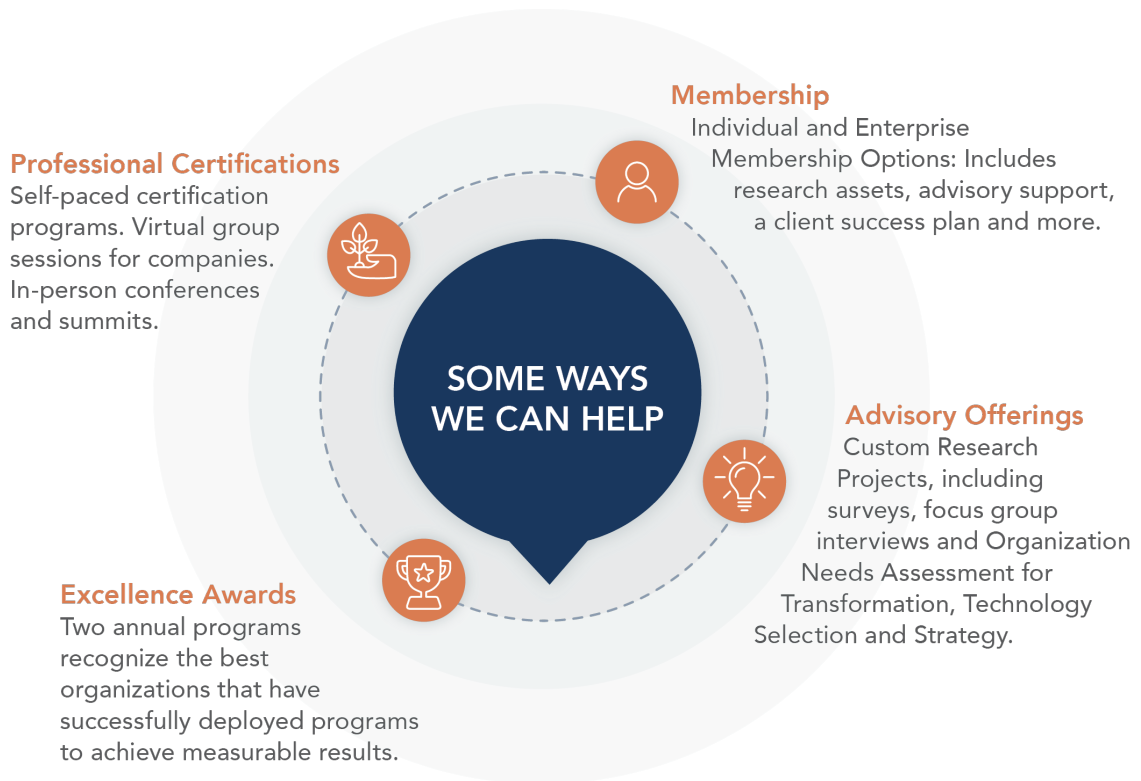 Membership
Individual and Enterprise
Membership Options: Includes
research assets, advisory support,
a client success plan and more.
Professional Certifications
Self-paced certification
programs. Virtual group
sessions for companies.
In-person conferences
and summits.
SOME WAYS
WE CAN HELP
Advisory Offerings
Custom Research
Projects, including
surveys, focus group
interviews and Organization
Needs Assessment for
Transformation, Technology
Selection and Strategy.
Excellence Awards
Two annual programs
recognize the best
organizations that have
successfully deployed programs
to achieve measurable results.